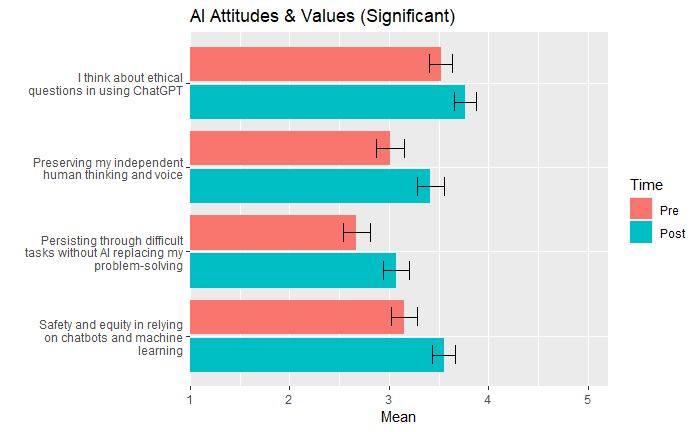 AI Attitudes & Values (Significant)
I think about ethical
questions in using ChatGPT
Preserving my independent
human thinking and voice
Persisting through difficult
tasks without AI replacing my
problem-solving
Safety and equity in relying
on chatbots and machine
learning
1 2 3 4 5
Mean
Time
Pre
Post